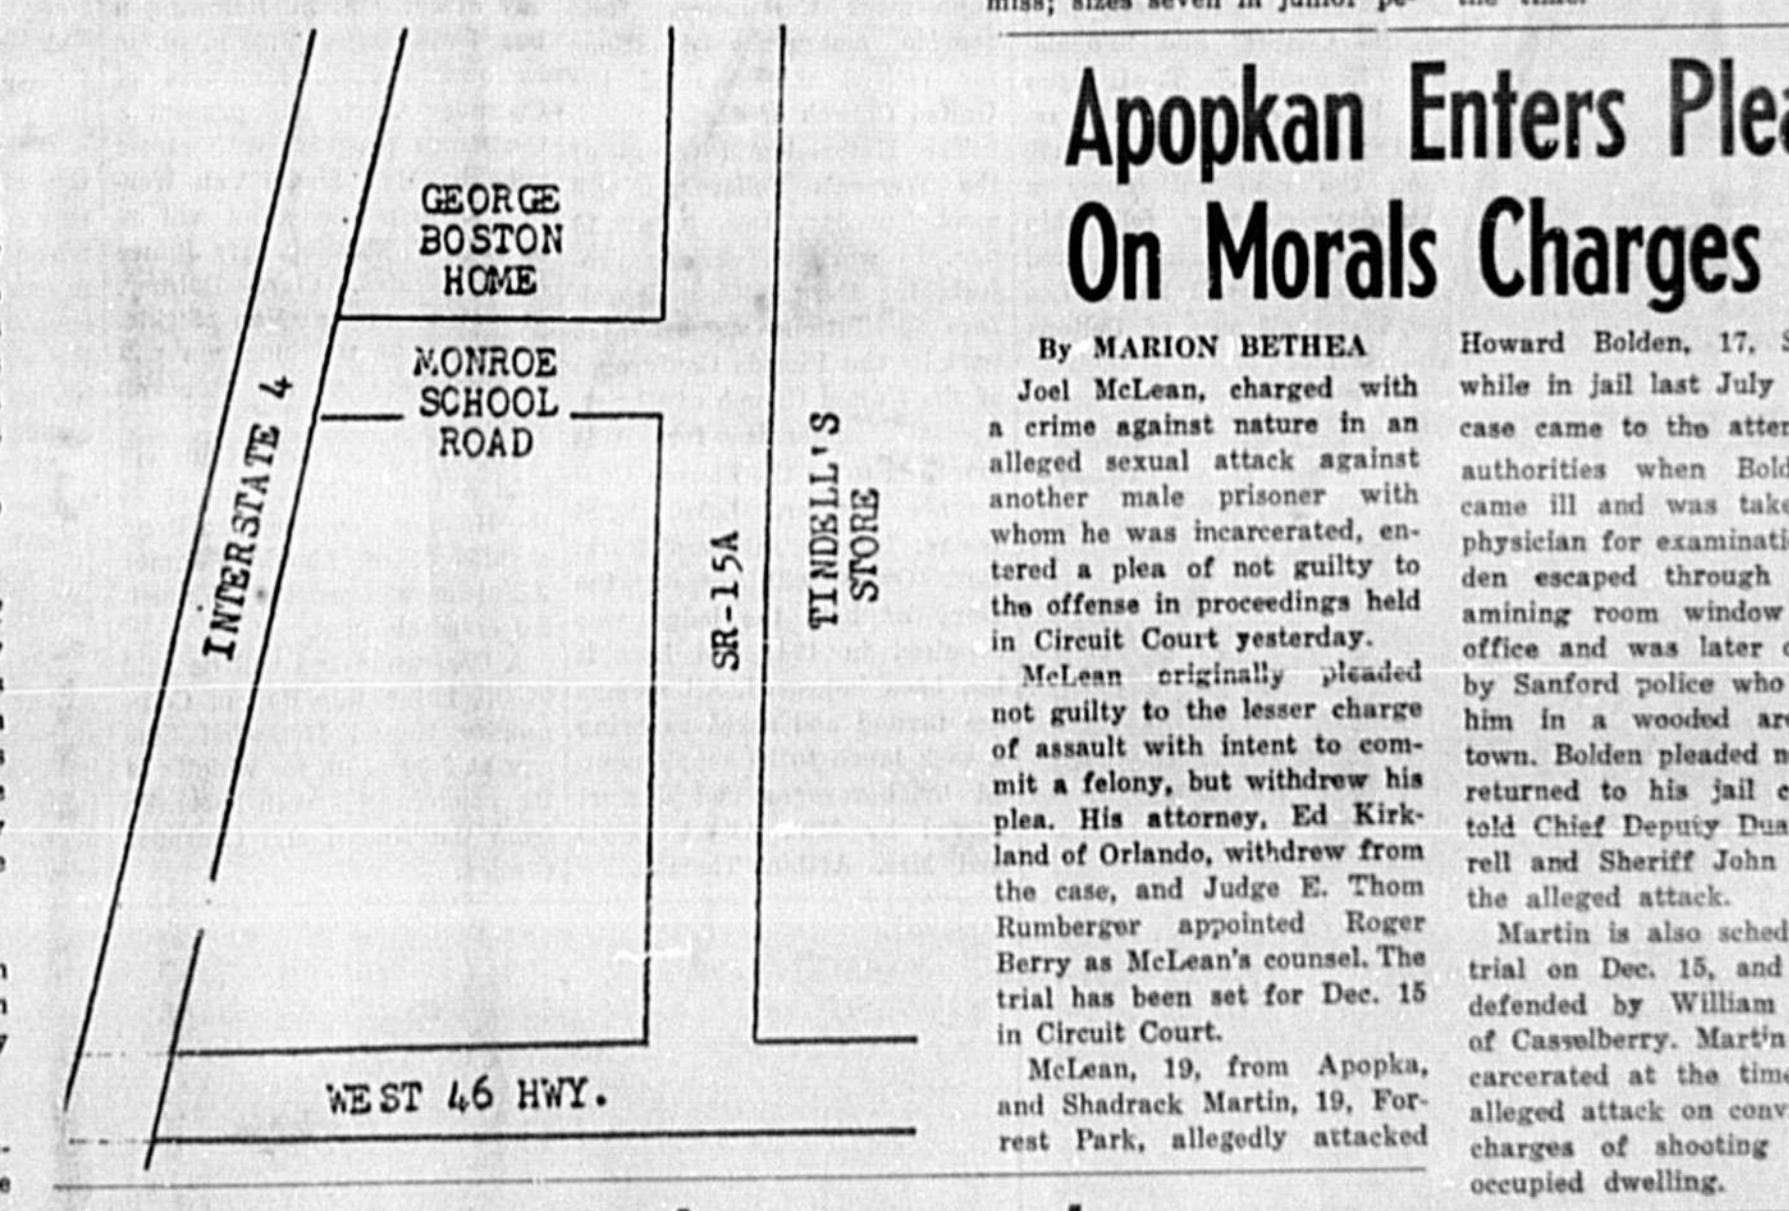 GEORGE
BOSTON
HOME
MONROE
SCHOOL
ROAD
INTERSTATE 4
SR-15A
TINDELL'S
STORE
WEST 46 HWY.
Apopkan Enters Plea
On Morals Charges
By MARION BETHEA
Joel McLean, charged with
a crime against nature in an
alleged sexual attack against
another male prisoner with
whom he was incarcerated, en-
tered a plea of not guilty to
the offense in proceedings held
in Circuit Court yesterday.
McLean originally pleaded
not guilty to the lesser charge
of assault with intent to com-
mit a felony, but withdrew his
plea. His attorney, Ed Kirk-
land of Orlando, withdrew from
the case, and Judge E. Thom
Rumberger appointed Roger
Berry as McLean's counsel. The
trial has been set for Dec. 15
in Circuit Court.
McLean, 19, from Apopka,
and Shadrack Martin, 19, For-
rest Park, allegedly attacked
Howard Bolden, 17, S
while in jail last July
case came to the atten
authorities when Bold
came ill and was take
physician for examinati
den escaped through
amining room window
office and was later
by Sanford police who
him in a wooded are
town. Bolden pleaded n
returned to his jail c
told Chief Deputy Dua
rell and Sheriff John
the alleged attack.
Martin is also sched
trial on Dec. 15, and
defended by William
of Casselberry. Martin
carcerated at the time
alleged attack on conv
charges of shooting
occupied dwelling.